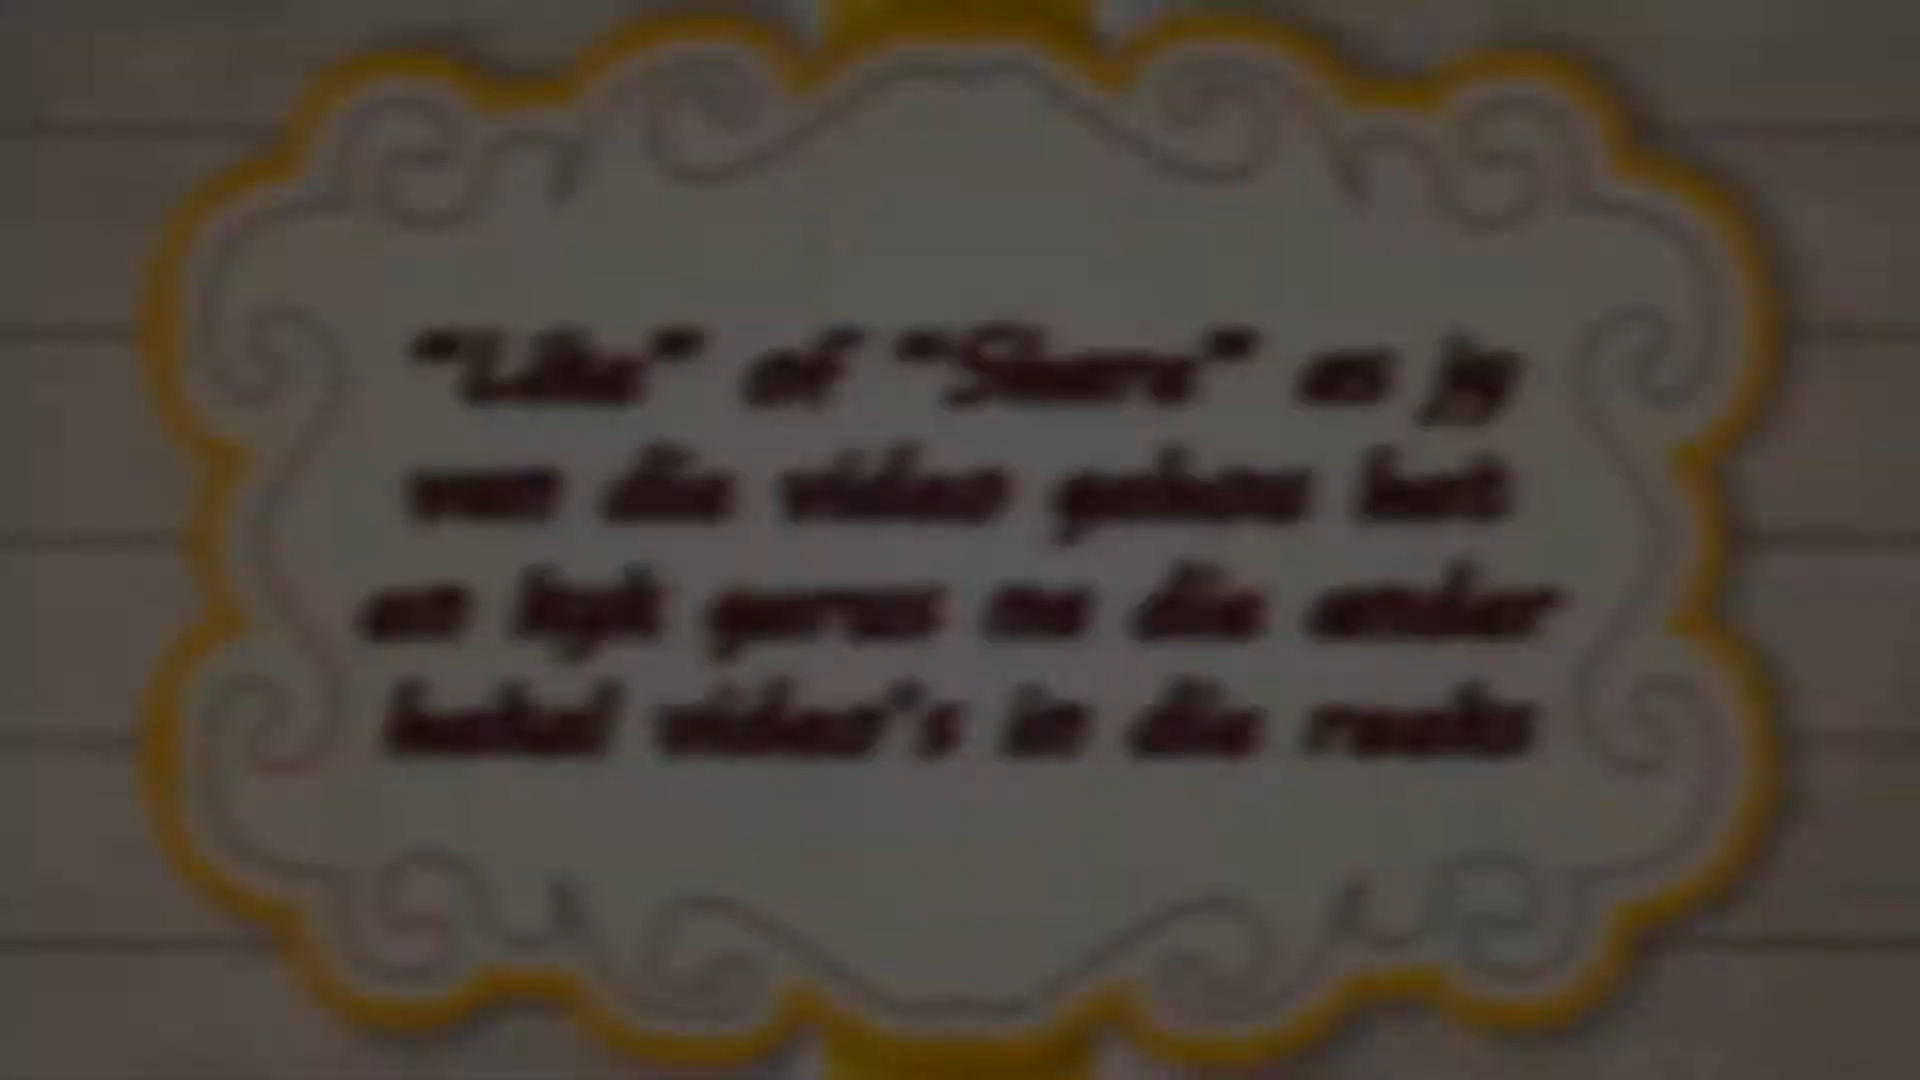 "Like" of "Share" as jy
van die video gehou het
en kyk gerus na die ander
hekel video's in die reeks